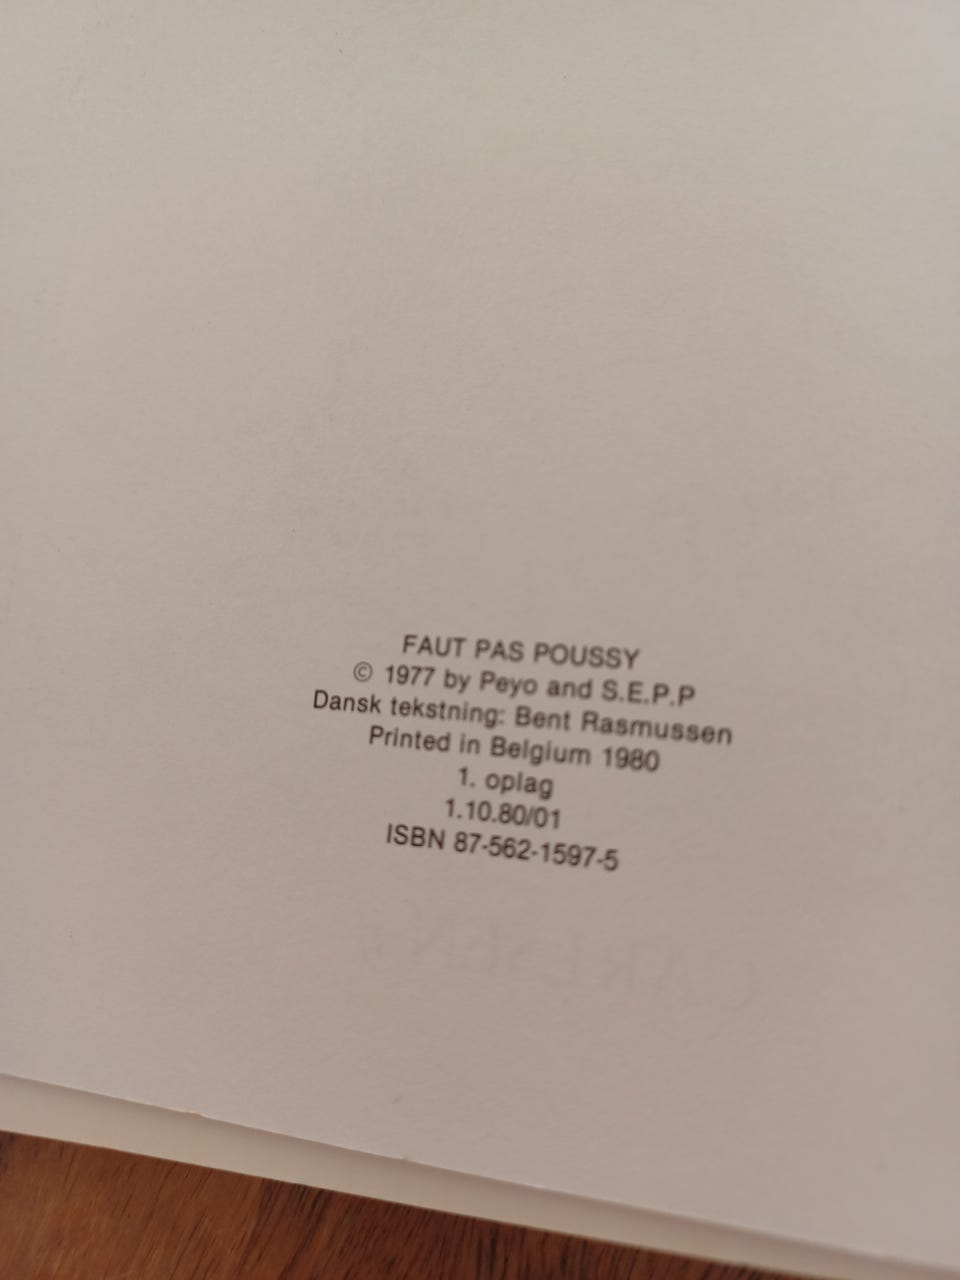 FAUT PAS POUSSY
© 1977 by Peyo and S.E.P.P
Dansk tekstning: Bent Rasmussen
Printed in Belgium 1980
1. oplag
1.10.80/01
ISBN 87-562-1597-5